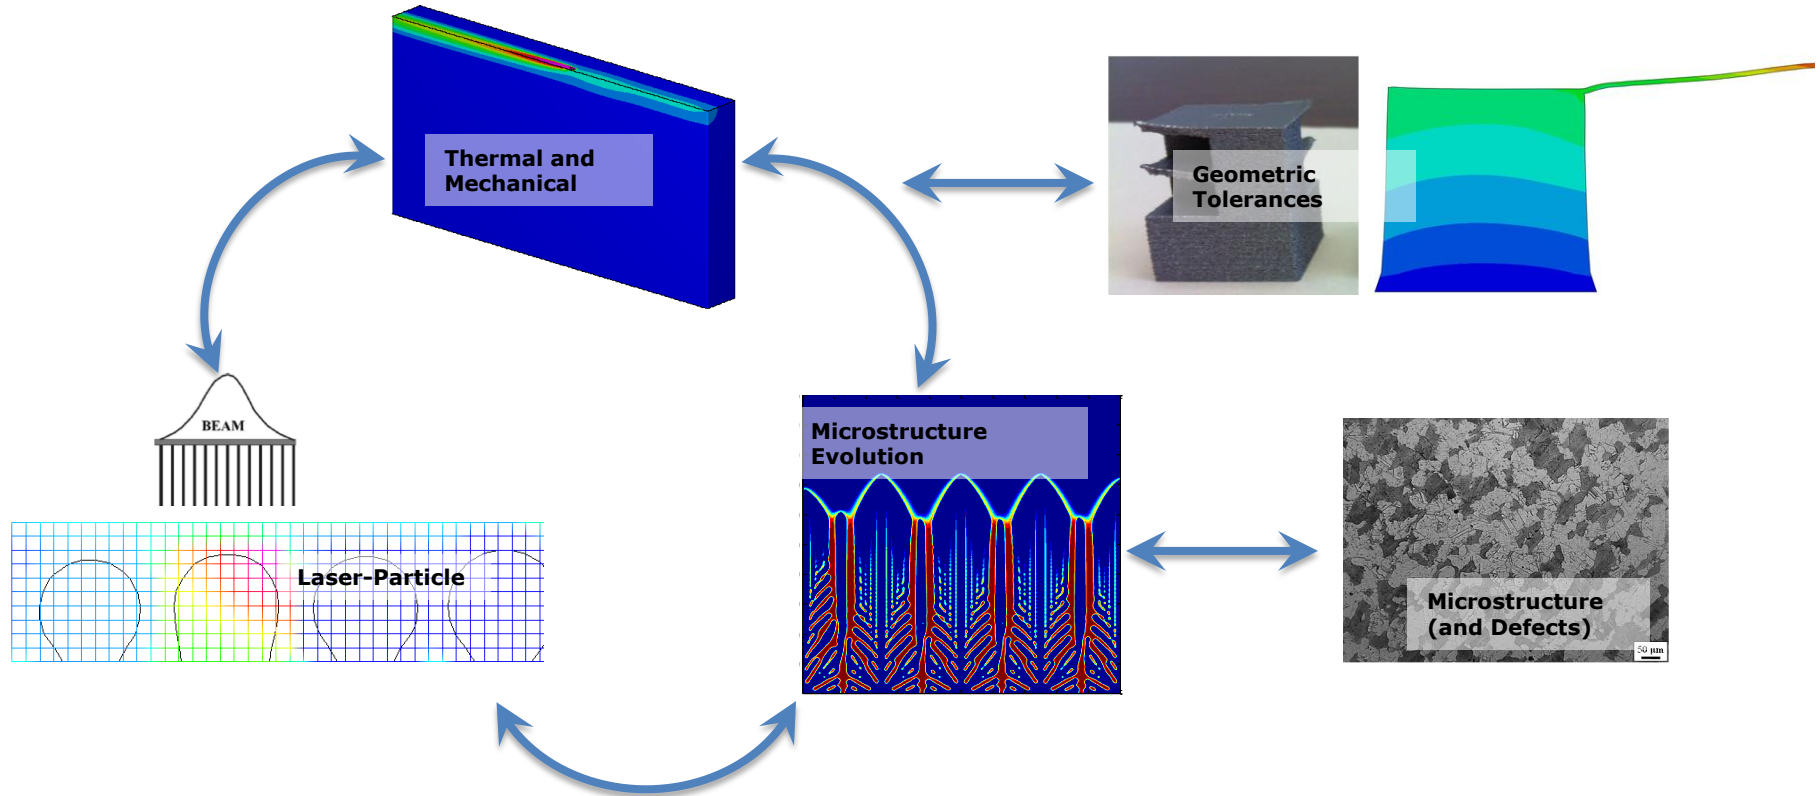 Thermal and
Mechanical
Geometric
Tolerances
BEAM
Laser-Particle
Microstructure
Evolution
Microstructure
(and Defects)
50 μm